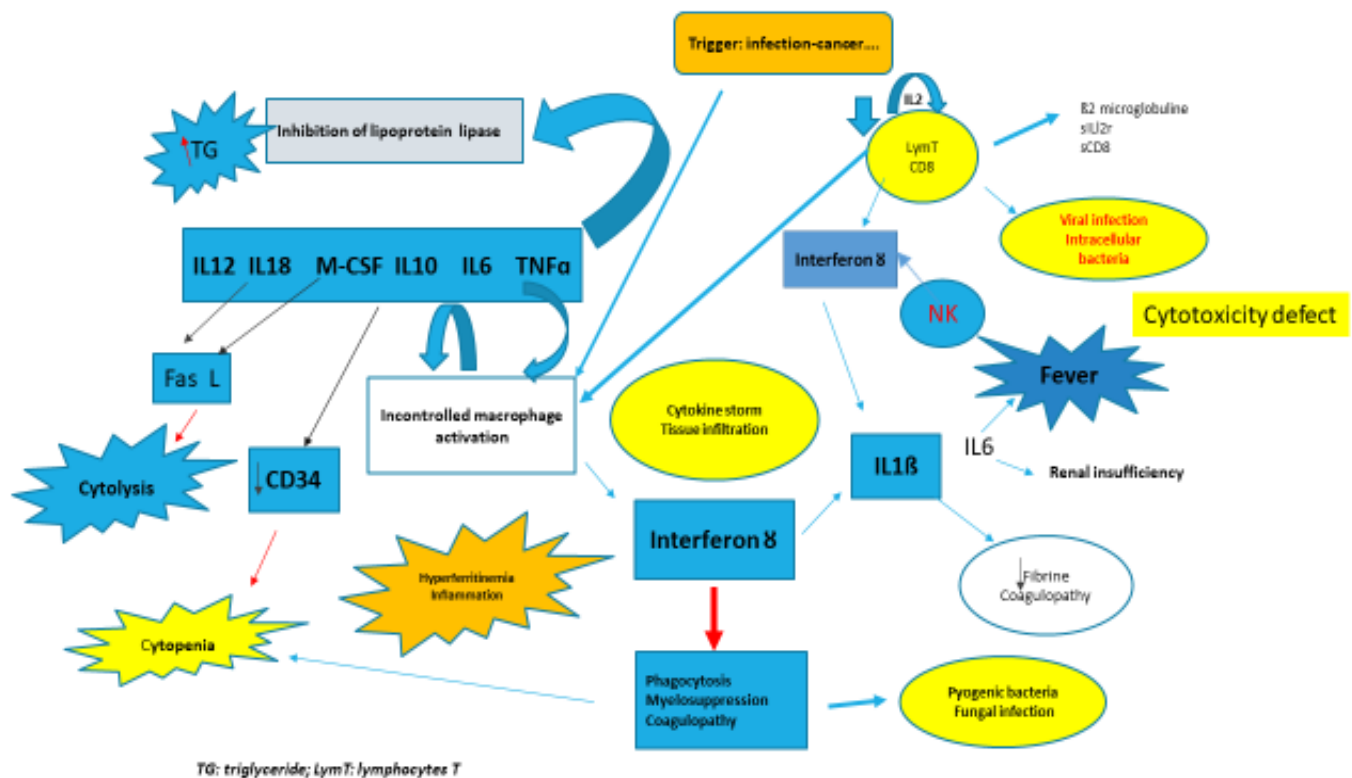 Trigger: infection-cancer....
IL2
LymT
CD8
ß2 microglobuline
sILl2r
sCD8
TG
Inhibition of lipoprotein lipase
Viral infection
Intracellular
bacteria
Interferon 8
NK
Cytotoxicity defect
IL12 IL18 M-CSF IL10 IL6 TNFα
Fever
Fas L
Incontrolled macrophage
activation
Cytokine storm
Tissue infiltration
IL6
Renal insufficiency
IL1ß
Cytolysis
CD34
Interferon 8
Hyperferritinemia
Inflammation
Fibrine
Coagulopathy
Cytopenia
Phagocytosis
Myelosuppression
Coagulopathy
Pyogenic bacteria
Fungal infection
TG: triglyceride; LymT: lymphocytes T